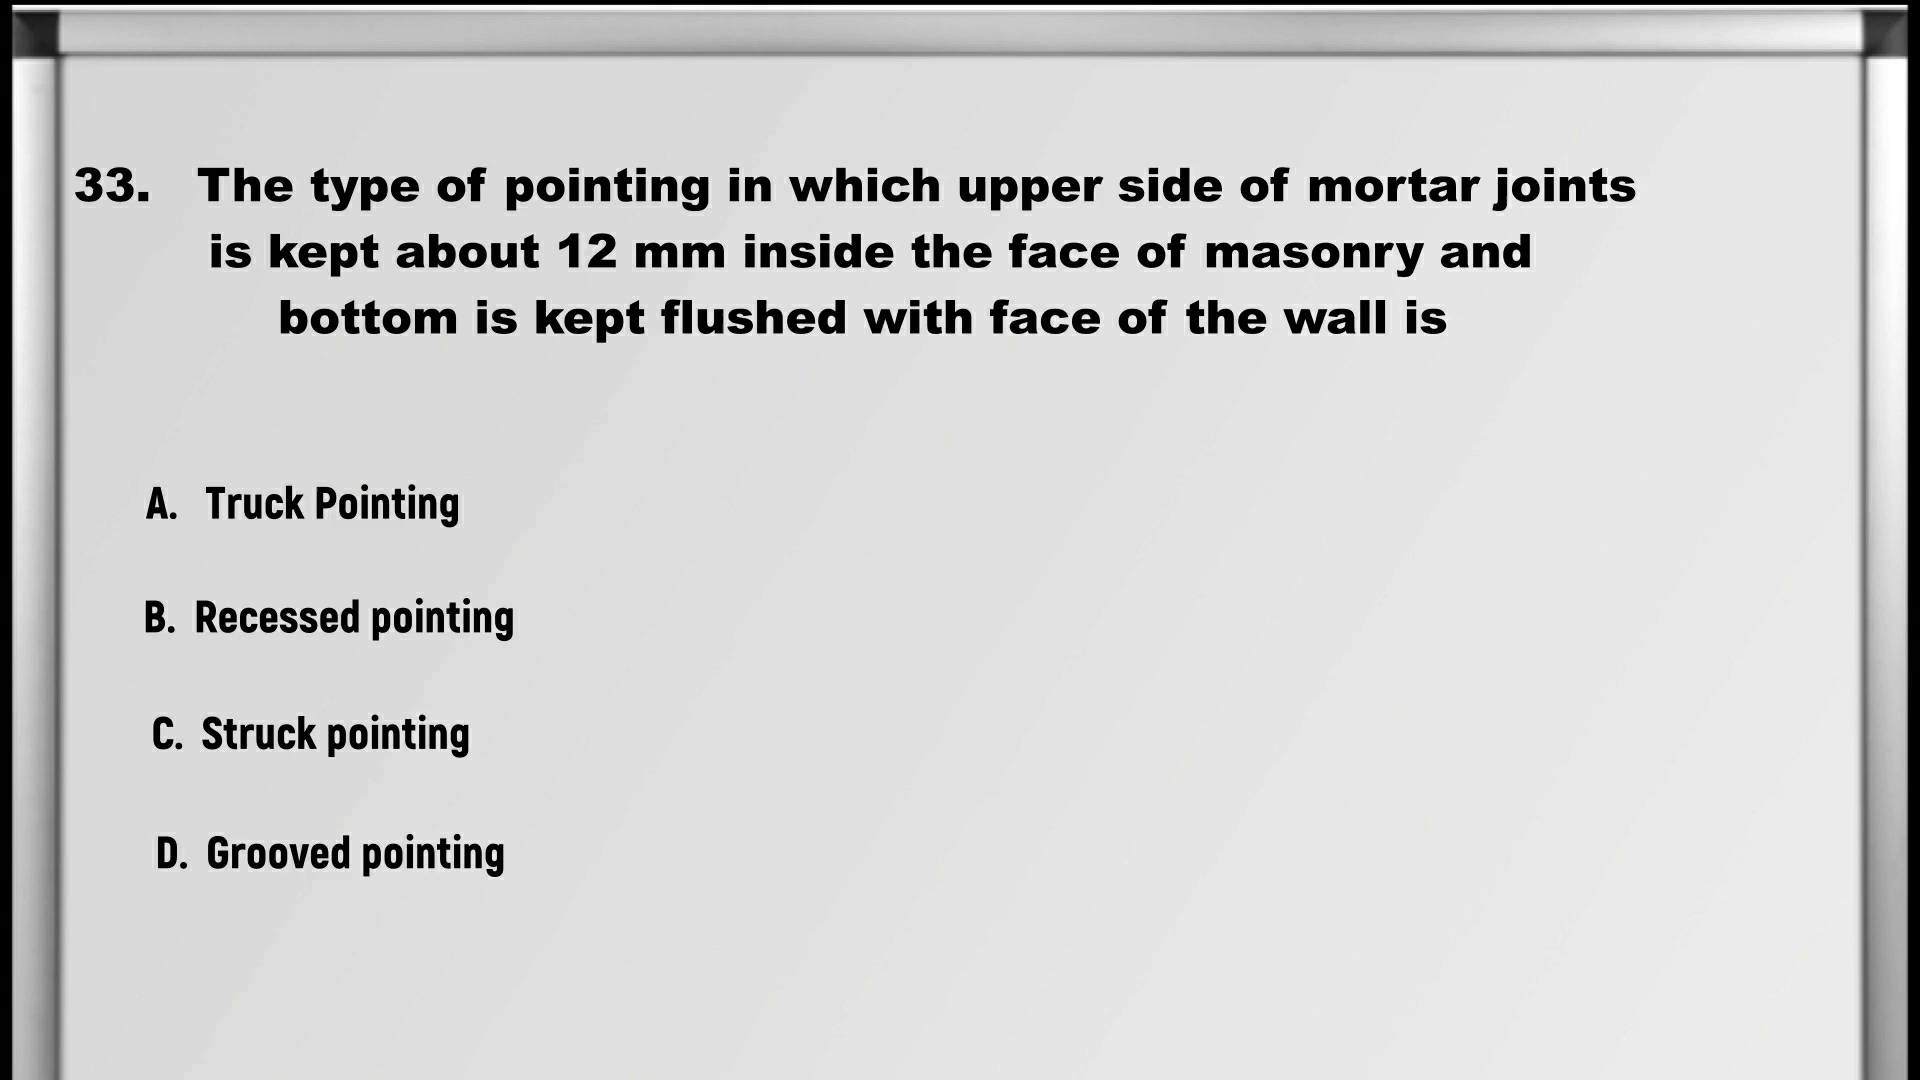 33. The type of pointing in which upper side of mortar joints
is kept about 12 mm inside the face of masonry and
bottom is kept flushed with face of the wall is
A. Truck Pointing
B. Recessed pointing
C. Struck pointing
D. Grooved pointing